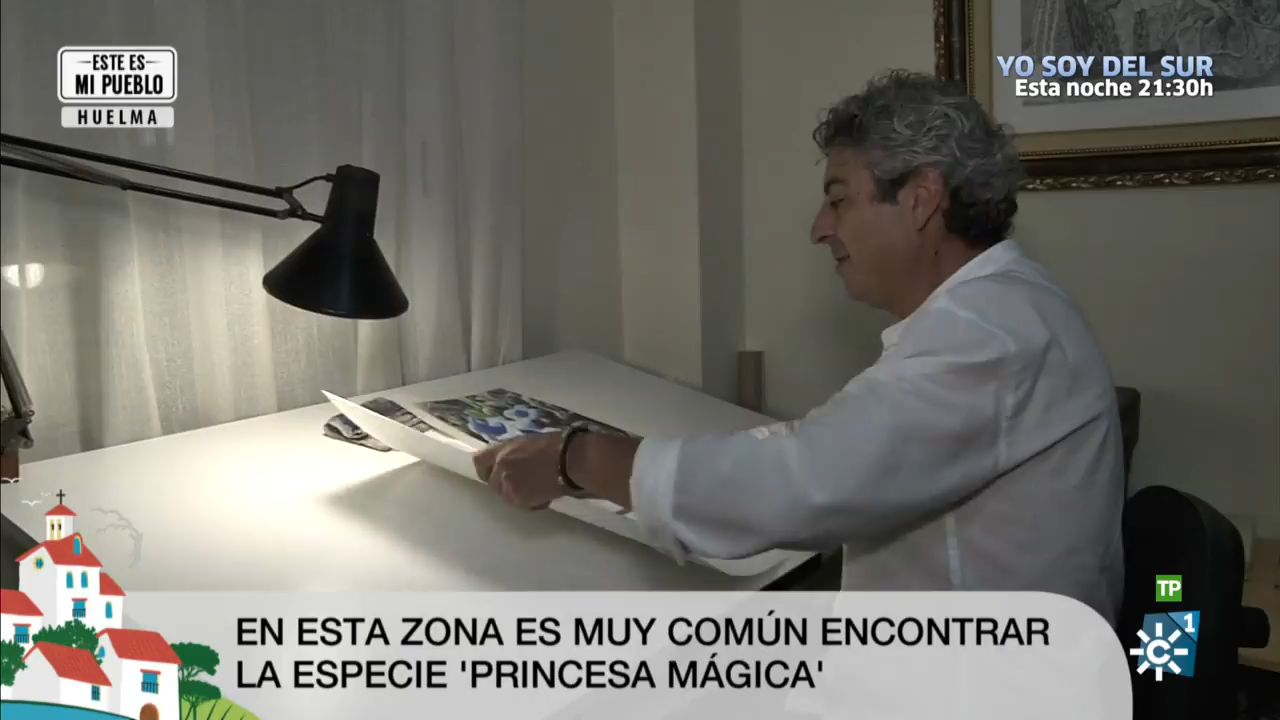 ESTE ES
MI PUEBLO
HUELMA
YO SOY DEL SUR
Esta noche 21:30h
TP
1
C
EN ESTA ZONA ES MUY COMÚN ENCONTRAR
LA ESPECIE 'PRINCESA MÁGICA'